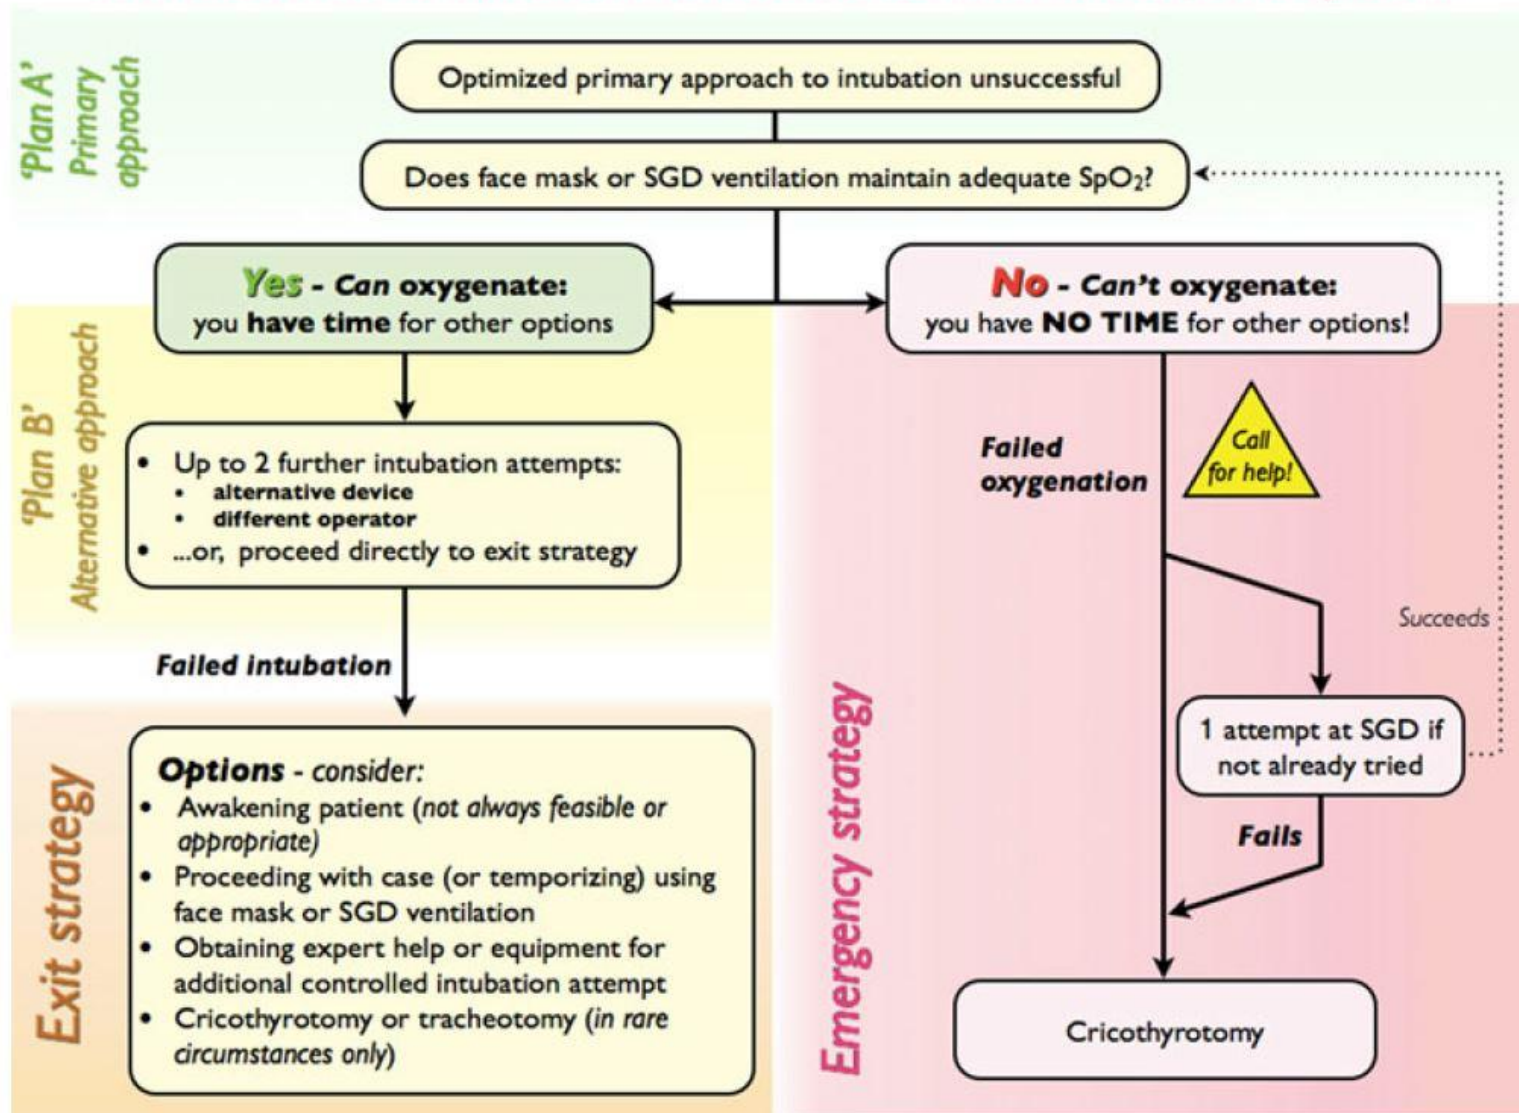 'Plan A'
Primary
approach
Optimized primary approach to intubation unsuccessful
Does face mask or SGD ventilation maintain adequate SpO₂?
Yes - Can oxygenate:
you have time for other options
No - Can't oxygenate:
you have NO TIME for other options!
'Plan B'
Alternative approach
• Up to 2 further intubation attempts:
• alternative device
• different operator
• ...or, proceed directly to exit strategy
Failed
oxygenation
Call
for help!
Failed intubation
Succeeds
1 attempt at SGD if
not already tried
Fails
Exit strategy
Options - consider:
• Awakening patient (not always feasible or
appropriate)
• Proceeding with case (or temporizing) using
face mask or SGD ventilation
• Obtaining expert help or equipment for
additional controlled intubation attempt
• Cricothyrotomy or tracheotomy (in rare
circumstances only)
Emergency strategy
Cricothyrotomy